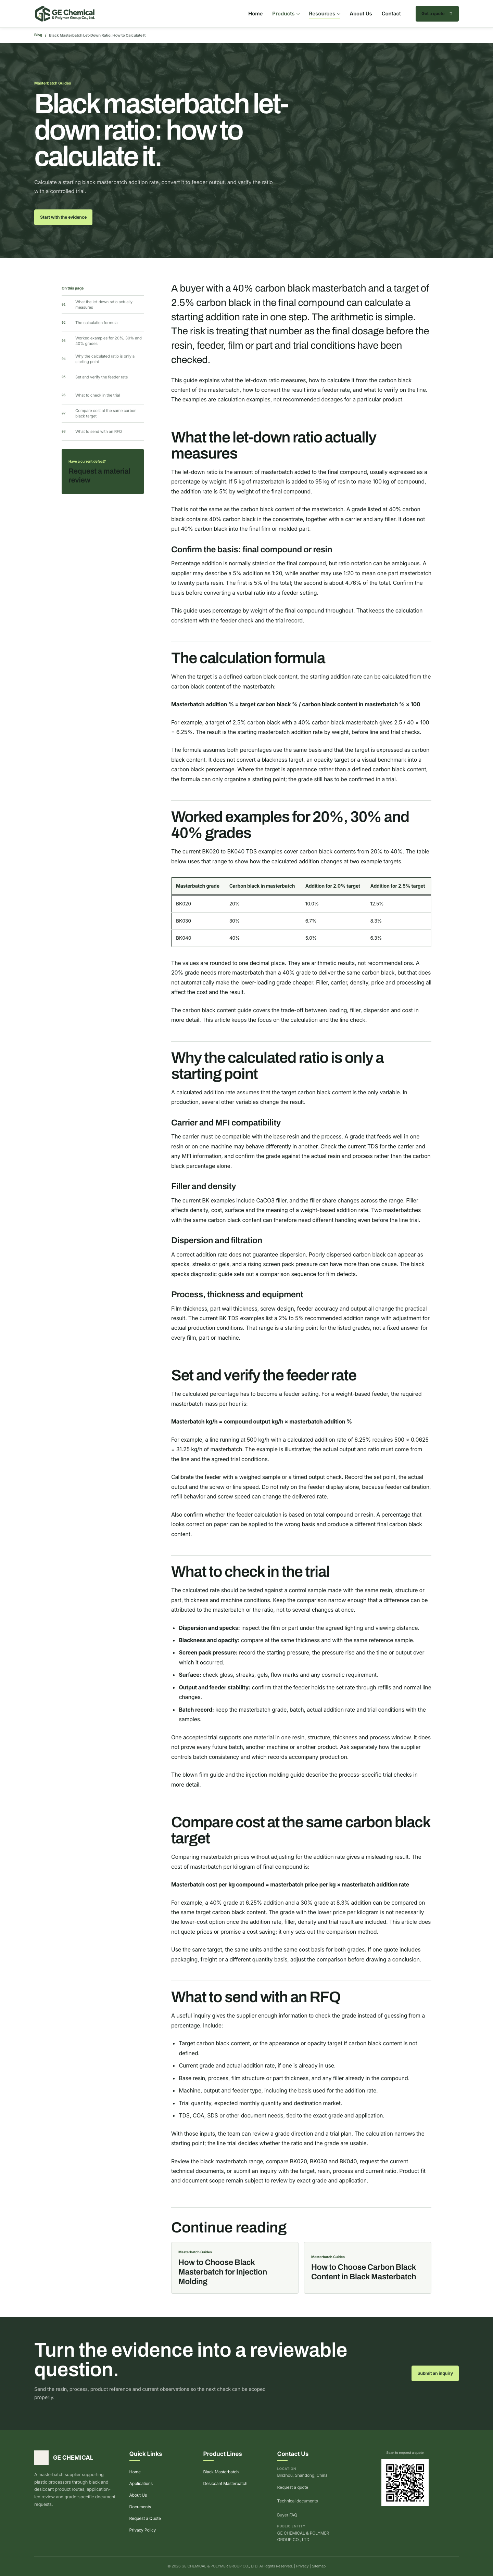 GE Chemical
& Polymer Group Co., Ltd.
Home
Products
Resources
About Us
Contact
Blog / Black Masterbatch Let-Down Ratio: How to Calculate It
Masterbatch Guides
Black masterbatch let-
down ratio: how to
calculate it.
Calculate a starting black masterbatch addition rate, convert it to feeder output, and verify the ratio
with a controlled trial.
Start with the evidence
On this page
01 What the let-down ratio actually
measures
02 The calculation formula
03 Worked examples for 20%, 30% and
40% grades
04 Why the calculated ratio is only a
starting point
05 Set and verify the feeder rate
06 What to check in the trial
07 Compare cost at the same carbon black
target
08 What to send with an RFQ
Have a current defect?
Request a material
review
A buyer with a 40% carbon black masterbatch and a target of
2.5% carbon black in the final compound can calculate a
starting addition rate in one step. The arithmetic is simple.
The risk is treating that number as the final dosage before the
resin, feeder, film or part trial and test conditions have been
checked.
This guide explains what the let-down ratio measures, how to calculate it from the carbon black
content of the masterbatch, how to convert the result into a feeder rate, and what to verify on the line.
The examples are calculation examples, not recommended dosages for a particular product.
What the let-down ratio actually
measures
The let-down ratio is the amount of masterbatch added to the final compound, usually expressed as a
percentage by weight. If 5 kg of masterbatch is added to 95 kg of resin to make 100 kg of compound,
the addition rate is 5% by weight of the final compound.
That is not the same as the carbon black content of the masterbatch. A grade listed at 40% carbon
black contains 40% carbon black in the concentrate, together with a carrier and any filler. It does not
put 40% carbon black into the final film or molded part.
Confirm the basis: final compound or resin
Percentage addition is normally stated on the final compound, but ratio notation can be ambiguous. A
supplier may describe a 5% addition as 1:20, while another may use 1:20 to mean one part masterbatch
to twenty parts resin. The first is 5% of the total; the second is about 4.76% of the total. Confirm the
basis before converting a verbal ratio into a feeder setting.
This guide uses percentage by weight of the final compound throughout. That keeps the calculation
consistent with the feeder check and the trial record.
The calculation formula
When the target is a defined carbon black content, the starting addition rate can be calculated from the
carbon black content of the masterbatch:
Masterbatch addition % = target carbon black % / carbon black content in masterbatch % × 100
For example, a target of 2.5% carbon black with a 40% carbon black masterbatch gives 2.5 / 40 × 100
= 6.25%. The result is the starting masterbatch addition rate by weight, before line and trial checks.
The formula assumes both percentages use the same basis and that the target is expressed as carbon
black content. It does not convert a blackness target, an opacity target or a visual benchmark into a
carbon black percentage. Where the target is appearance rather than a defined carbon black content,
the formula can only organize a starting point; the grade still has to be confirmed in a trial.
Worked examples for 20%, 30% and
40% grades
The current BK020 to BK040 TDS examples cover carbon black contents from 20% to 40%. The table
below uses that range to show how the calculated addition changes at two example targets.
Masterbatch grade Carbon black in masterbatch Addition for 2.0% target Addition for 2.5% target
BK020 20% 10.0% 12.5%
BK030 30% 6.7% 8.3%
BK040 40% 5.0% 6.3%
The values are rounded to one decimal place. They are arithmetic results, not recommendations. A
20% grade needs more masterbatch than a 40% grade to deliver the same carbon black, but that does
not automatically make the lower-loading grade cheaper. Filler, carrier, density, price and processing all
affect the cost and the result.
The carbon black content guide covers the trade-off between loading, filler, dispersion and cost in
more detail. This article keeps the focus on the calculation and the line check.
Why the calculated ratio is only a
starting point
A calculated addition rate assumes that the target carbon black content is the only variable. In
production, several other variables change the result.
Carrier and MFI compatibility
The carrier must be compatible with the base resin and the process. A grade that feeds well in one
resin or on one machine may behave differently in another. Check the current TDS for the carrier and
any MFI information, and confirm the grade against the actual resin and process rather than the carbon
black percentage alone.
Filler and density
The current BK examples include CaCO3 filler, and the filler share changes across the range. Filler
affects density, cost, surface and the meaning of a weight-based addition rate. Two masterbatches
with the same carbon black content can therefore need different handling even before the line trial.
Dispersion and filtration
A correct addition rate does not guarantee dispersion. Poorly dispersed carbon black can appear as
specks, streaks or gels, and a rising screen pack pressure can have more than one cause. The black
specks diagnostic guide sets out a comparison sequence for film defects.
Process, thickness and equipment
Film thickness, part wall thickness, screw design, feeder accuracy and output all change the practical
result. The current BK TDS examples list a 2% to 5% recommended addition range with adjustment for
actual production conditions. That range is a starting point for the listed grades, not a fixed answer for
every film, part or machine.
Set and verify the feeder rate
The calculated percentage has to become a feeder setting. For a weight-based feeder, the required
masterbatch mass per hour is:
Masterbatch kg/h = compound output kg/h × masterbatch addition %
For example, a line running at 500 kg/h with a calculated addition rate of 6.25% requires 500 × 0.0625
= 31.25 kg/h of masterbatch. The example is illustrative; the actual output and ratio must come from
the line and the agreed trial conditions.
Calibrate the feeder with a weighed sample or a timed output check. Record the set point, the actual
output and the screw or line speed. Do not rely on the feeder display alone, because feeder calibration,
refill behavior and screw speed can change the delivered rate.
Also confirm whether the feeder calculation is based on total compound or resin. A percentage that
looks correct on paper can be applied to the wrong basis and produce a different final carbon black
content.
What to check in the trial
The calculated rate should be tested against a control sample made with the same resin, structure or
part, thickness and machine conditions. Keep the comparison narrow enough that a difference can be
attributed to the masterbatch or the ratio, not to several changes at once.
• Dispersion and specks: inspect the film or part under the agreed lighting and viewing distance.
• Blackness and opacity: compare at the same thickness and with the same reference sample.
• Screen pack pressure: record the starting pressure, the pressure rise and the time or output over
which it occurred.
• Surface: check gloss, streaks, gels, flow marks and any cosmetic requirement.
• Output and feeder stability: confirm that the feeder holds the set rate through refills and normal line
changes.
• Batch record: keep the masterbatch grade, batch, actual addition rate and trial conditions with the
samples.
One accepted trial supports one material in one resin, structure, thickness and process window. It does
not prove every future batch, another machine or another product. Ask separately how the supplier
controls batch consistency and which records accompany production.
The blown film guide and the injection molding guide describe the process-specific trial checks in
more detail.
Compare cost at the same carbon black
target
Comparing masterbatch prices without adjusting for the addition rate gives a misleading result. The
cost of masterbatch per kilogram of final compound is:
Masterbatch cost per kg compound = masterbatch price per kg × masterbatch addition rate
For example, a 40% grade at 6.25% addition and a 30% grade at 8.3% addition can be compared on
the same target carbon black content. The grade with the lower price per kilogram is not necessarily
the lower-cost option once the addition rate, filler, density and trial result are included. This article does
not quote prices or promise a cost saving; it only sets out the comparison method.
Use the same target, the same units and the same cost basis for both grades. If one quote includes
packaging, freight or a different quantity basis, adjust the comparison before drawing a conclusion.
What to send with an RFQ
A useful inquiry gives the supplier enough information to check the grade instead of guessing from a
percentage. Include:
• Target carbon black content, or the appearance or opacity target if carbon black content is not
defined.
• Current grade and actual addition rate, if one is already in use.
• Base resin, process, film structure or part thickness, and any filler already in the compound.
• Machine, output and feeder type, including the basis used for the addition rate.
• Trial quantity, expected monthly quantity and destination market.
• TDS, COA, SDS or other document needs, tied to the exact grade and application.
With those inputs, the team can review a grade direction and a trial plan. The calculation narrows the
starting point; the line trial decides whether the ratio and the grade are usable.
Review the black masterbatch range, compare BK020, BK030 and BK040, request the current
technical documents, or submit an inquiry with the target, resin, process and current ratio. Product fit
and document scope remain subject to review by exact grade and application.
Continue reading
Masterbatch Guides
How to Choose Black
Masterbatch for Injection
Molding
Masterbatch Guides
How to Choose Carbon Black
Content in Black Masterbatch
Turn the evidence into a reviewable
question.
Send the resin, process, product reference and current observations so the next check can be scoped
properly.
Submit an inquiry
GE CHEMICAL
A masterbatch supplier supporting
plastic processors through black and
desiccant product routes, application-
led review and grade-specific document
requests.
Quick Links
Home
Applications
About Us
Documents
Request a Quote
Privacy Policy
Product Lines
Black Masterbatch
Desiccant Masterbatch
Contact Us
LOCATION
Binzhou, Shandong, China
Request a quote
Technical documents
Buyer FAQ
PUBLIC ENTITY
GE CHEMICAL & POLYMER
GROUP CO., LTD
Scan to request a quote
© 2026 GE CHEMICAL & POLYMER GROUP CO., LTD. All Rights Reserved. | Privacy | Sitemap